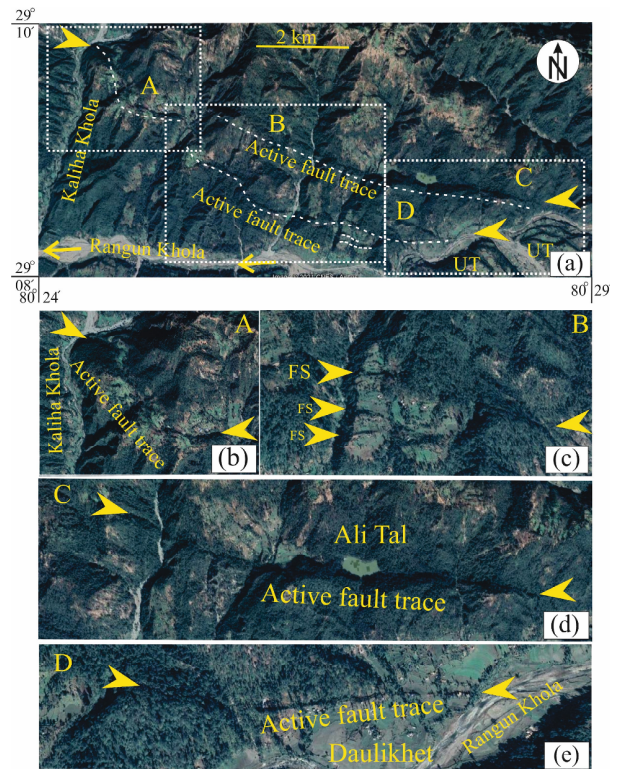 29°
10′
2 km
N
A
B
Kaliha Khola
Active fault trace
C
D
Active fault trace
Rangun Khola
UT
UT
(a)
29°
08′
80° 24′
80° 29′
A
Kaliha Khola
Active fault trace
(b)
B
FS
FS
FS
(c)
C
Ali Tal
Active fault trace
(d)
D
Active fault trace
Daulikhet
Rangun Khola
(e)